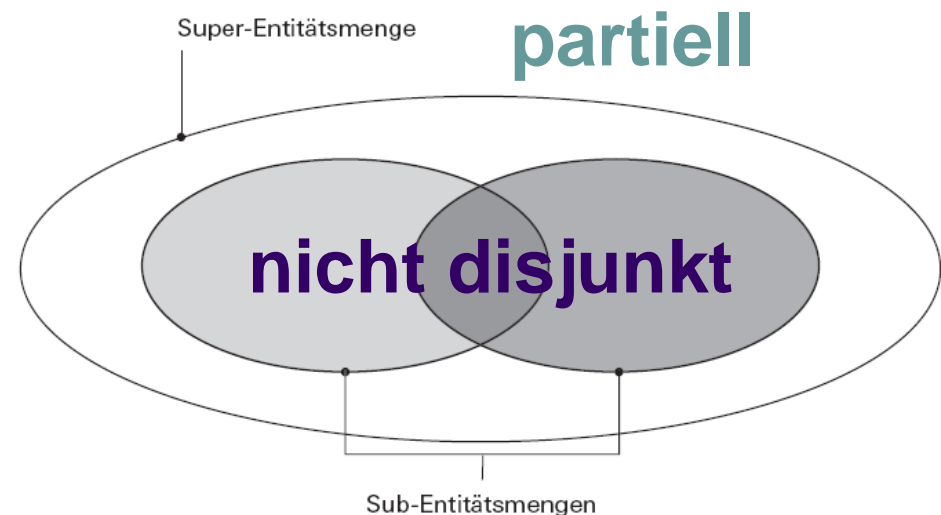 Super-Entitätsmenge
partiell
nicht disjunkt
Sub-Entitätsmengen